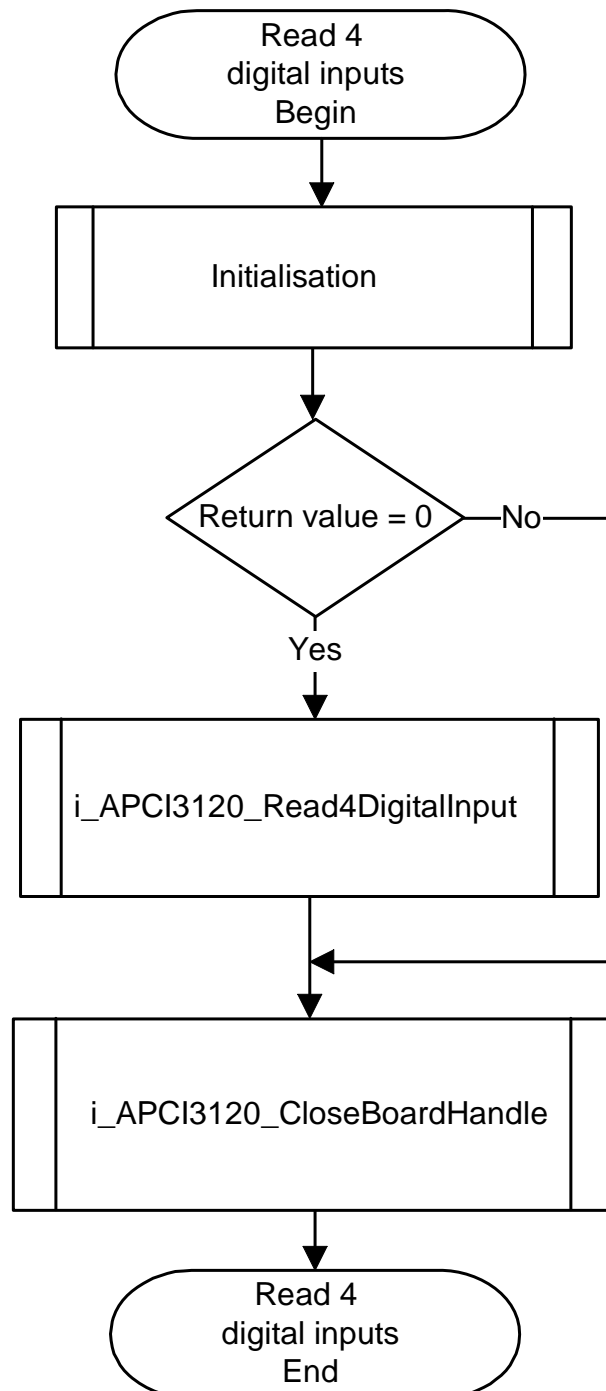 Read 4
digital inputs
Begin
Initialisation
Return value = 0
No
Yes
i_APCI3120_Read4DigitalInput
i_APCI3120_CloseBoardHandle
Read 4
digital inputs
End